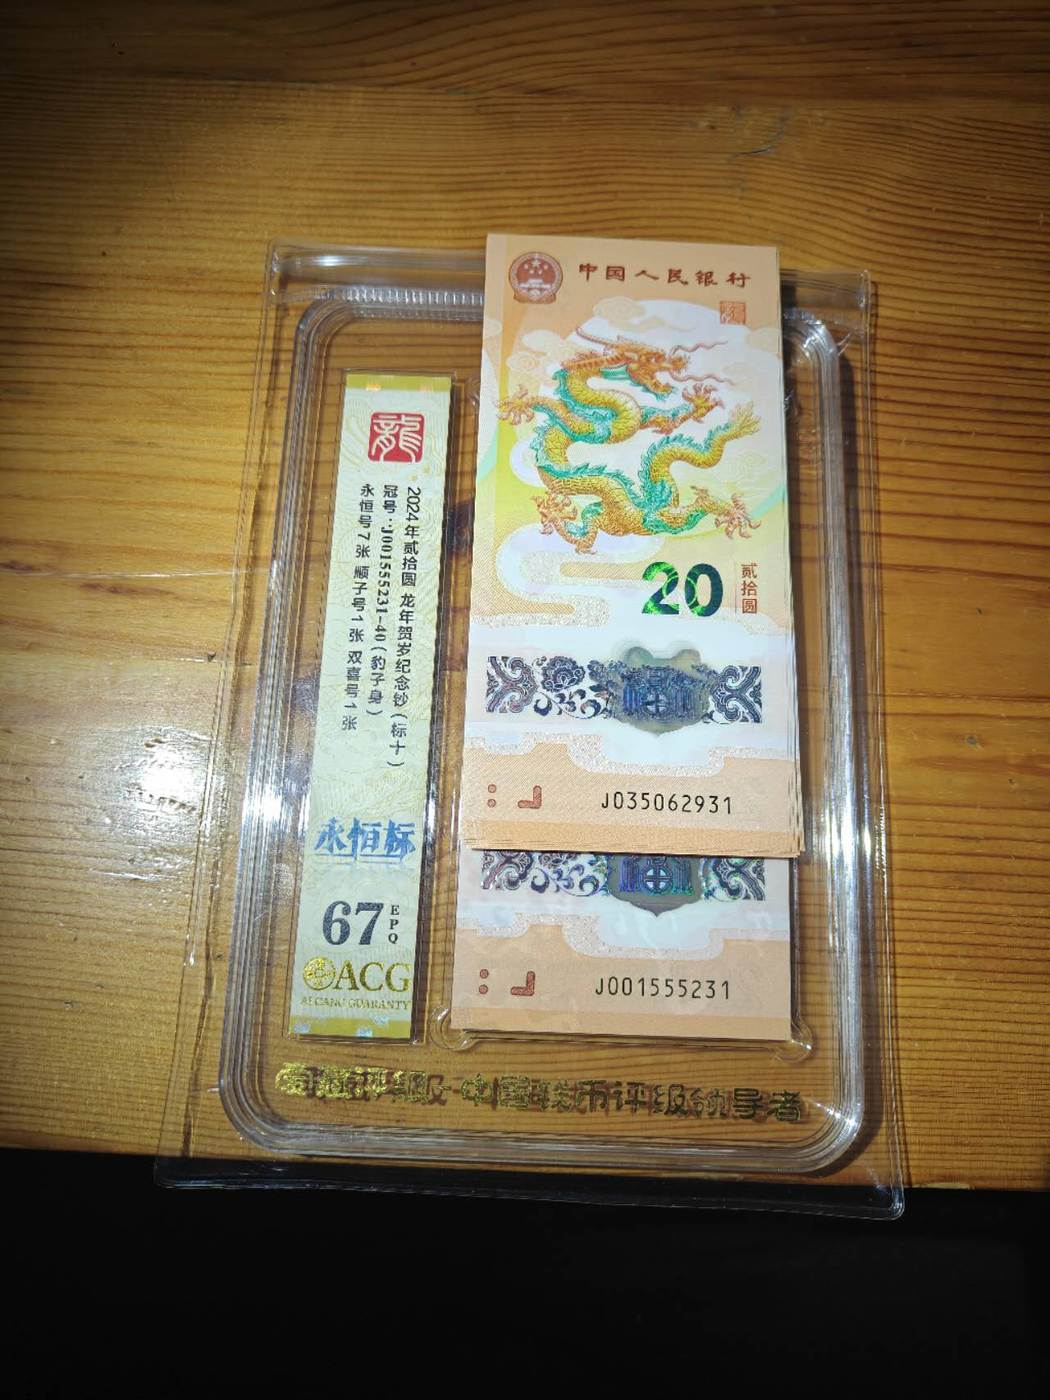 中国人民银行
20
贰拾圆
J035062931
J001555231
龍
2024年贰拾圆 龙年贺岁纪念钞(标十)
冠号:J001555231-40(豹子身)
永恒号7张 顺子号1张 双喜号1张
永恒标
67
EPQ
ACG
评级·中国
币评级领导者